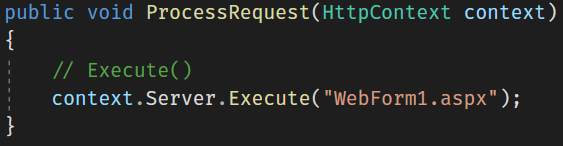 public void ProcessRequest(HttpContext context)
{
// Execute()
context.Server.Execute("WebForm1.aspx");
}